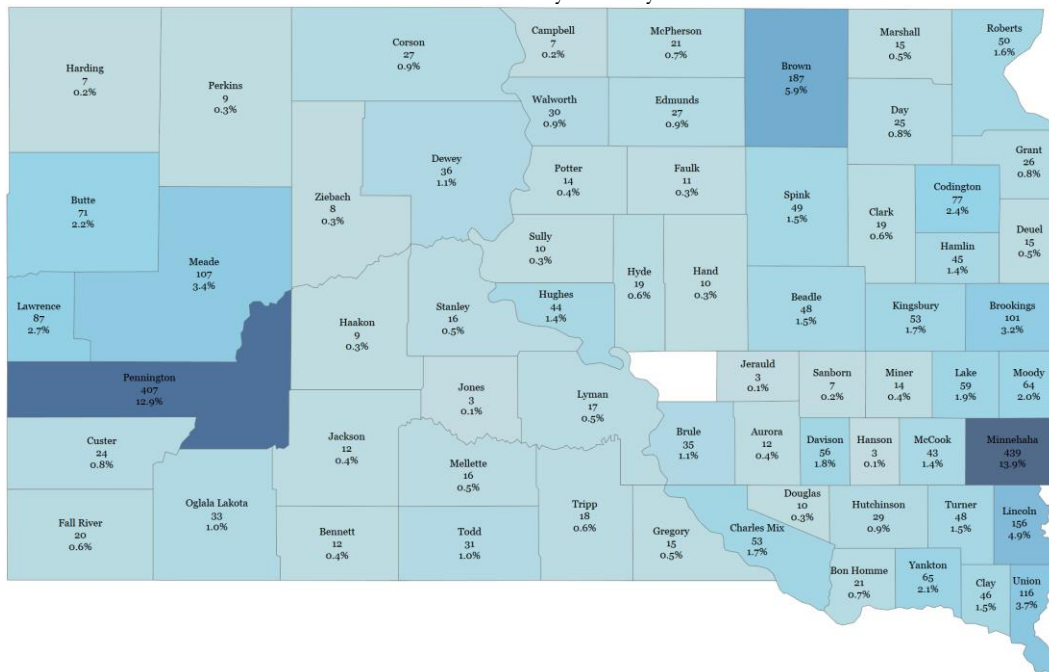 Harding
7
0.2%
Perkins
9
0.3%
Corson
27
0.9%
Campbell
7
0.2%
McPherson
21
0.7%
Brown
187
5.9%
Marshall
15
0.5%
Roberts
50
1.6%
Walworth
30
0.9%
Edmunds
27
0.9%
Day
25
0.8%
Grant
26
0.8%
Butte
71
2.2%
Ziebach
8
0.3%
Dewey
36
1.1%
Potter
14
0.4%
Faulk
11
0.3%
Spink
49
1.5%
Clark
19
0.6%
Codington
77
2.4%
Deuel
15
0.5%
Hamlin
45
1.4%
Lawrence
87
2.7%
Meade
107
3.4%
Sully
10
0.3%
Hyde
19
0.6%
Hand
10
0.3%
Haakon
9
0.3%
Stanley
16
0.5%
Hughes
44
1.4%
Beadle
48
1.5%
Kingsbury
53
1.7%
Brookings
101
3.2%
Pennington
407
12.9%
Jones
3
0.1%
Lyman
17
0.5%
Jerauld
3
0.1%
Sanborn
7
0.2%
Miner
14
0.4%
Lake
59
1.9%
Moody
64
2.0%
Custer
24
0.8%
Jackson
12
0.4%
Mellette
16
0.5%
Brule
35
1.1%
Aurora
12
0.4%
Davison
56
1.8%
Hanson
3
0.1%
McCook
43
1.4%
Minnehaha
439
13.9%
Fall River
20
0.6%
Oglala Lakota
33
1.0%
Bennett
12
0.4%
Todd
31
1.0%
Tripp
18
0.6%
Gregory
15
0.5%
Charles Mix
53
1.7%
Douglas
10
0.3%
Hutchinson
29
0.9%
Turner
48
1.5%
Lincoln
156
4.9%
Bon Homme
21
0.7%
Yankton
65
2.1%
Clay
46
1.5%
Union
116
3.7%